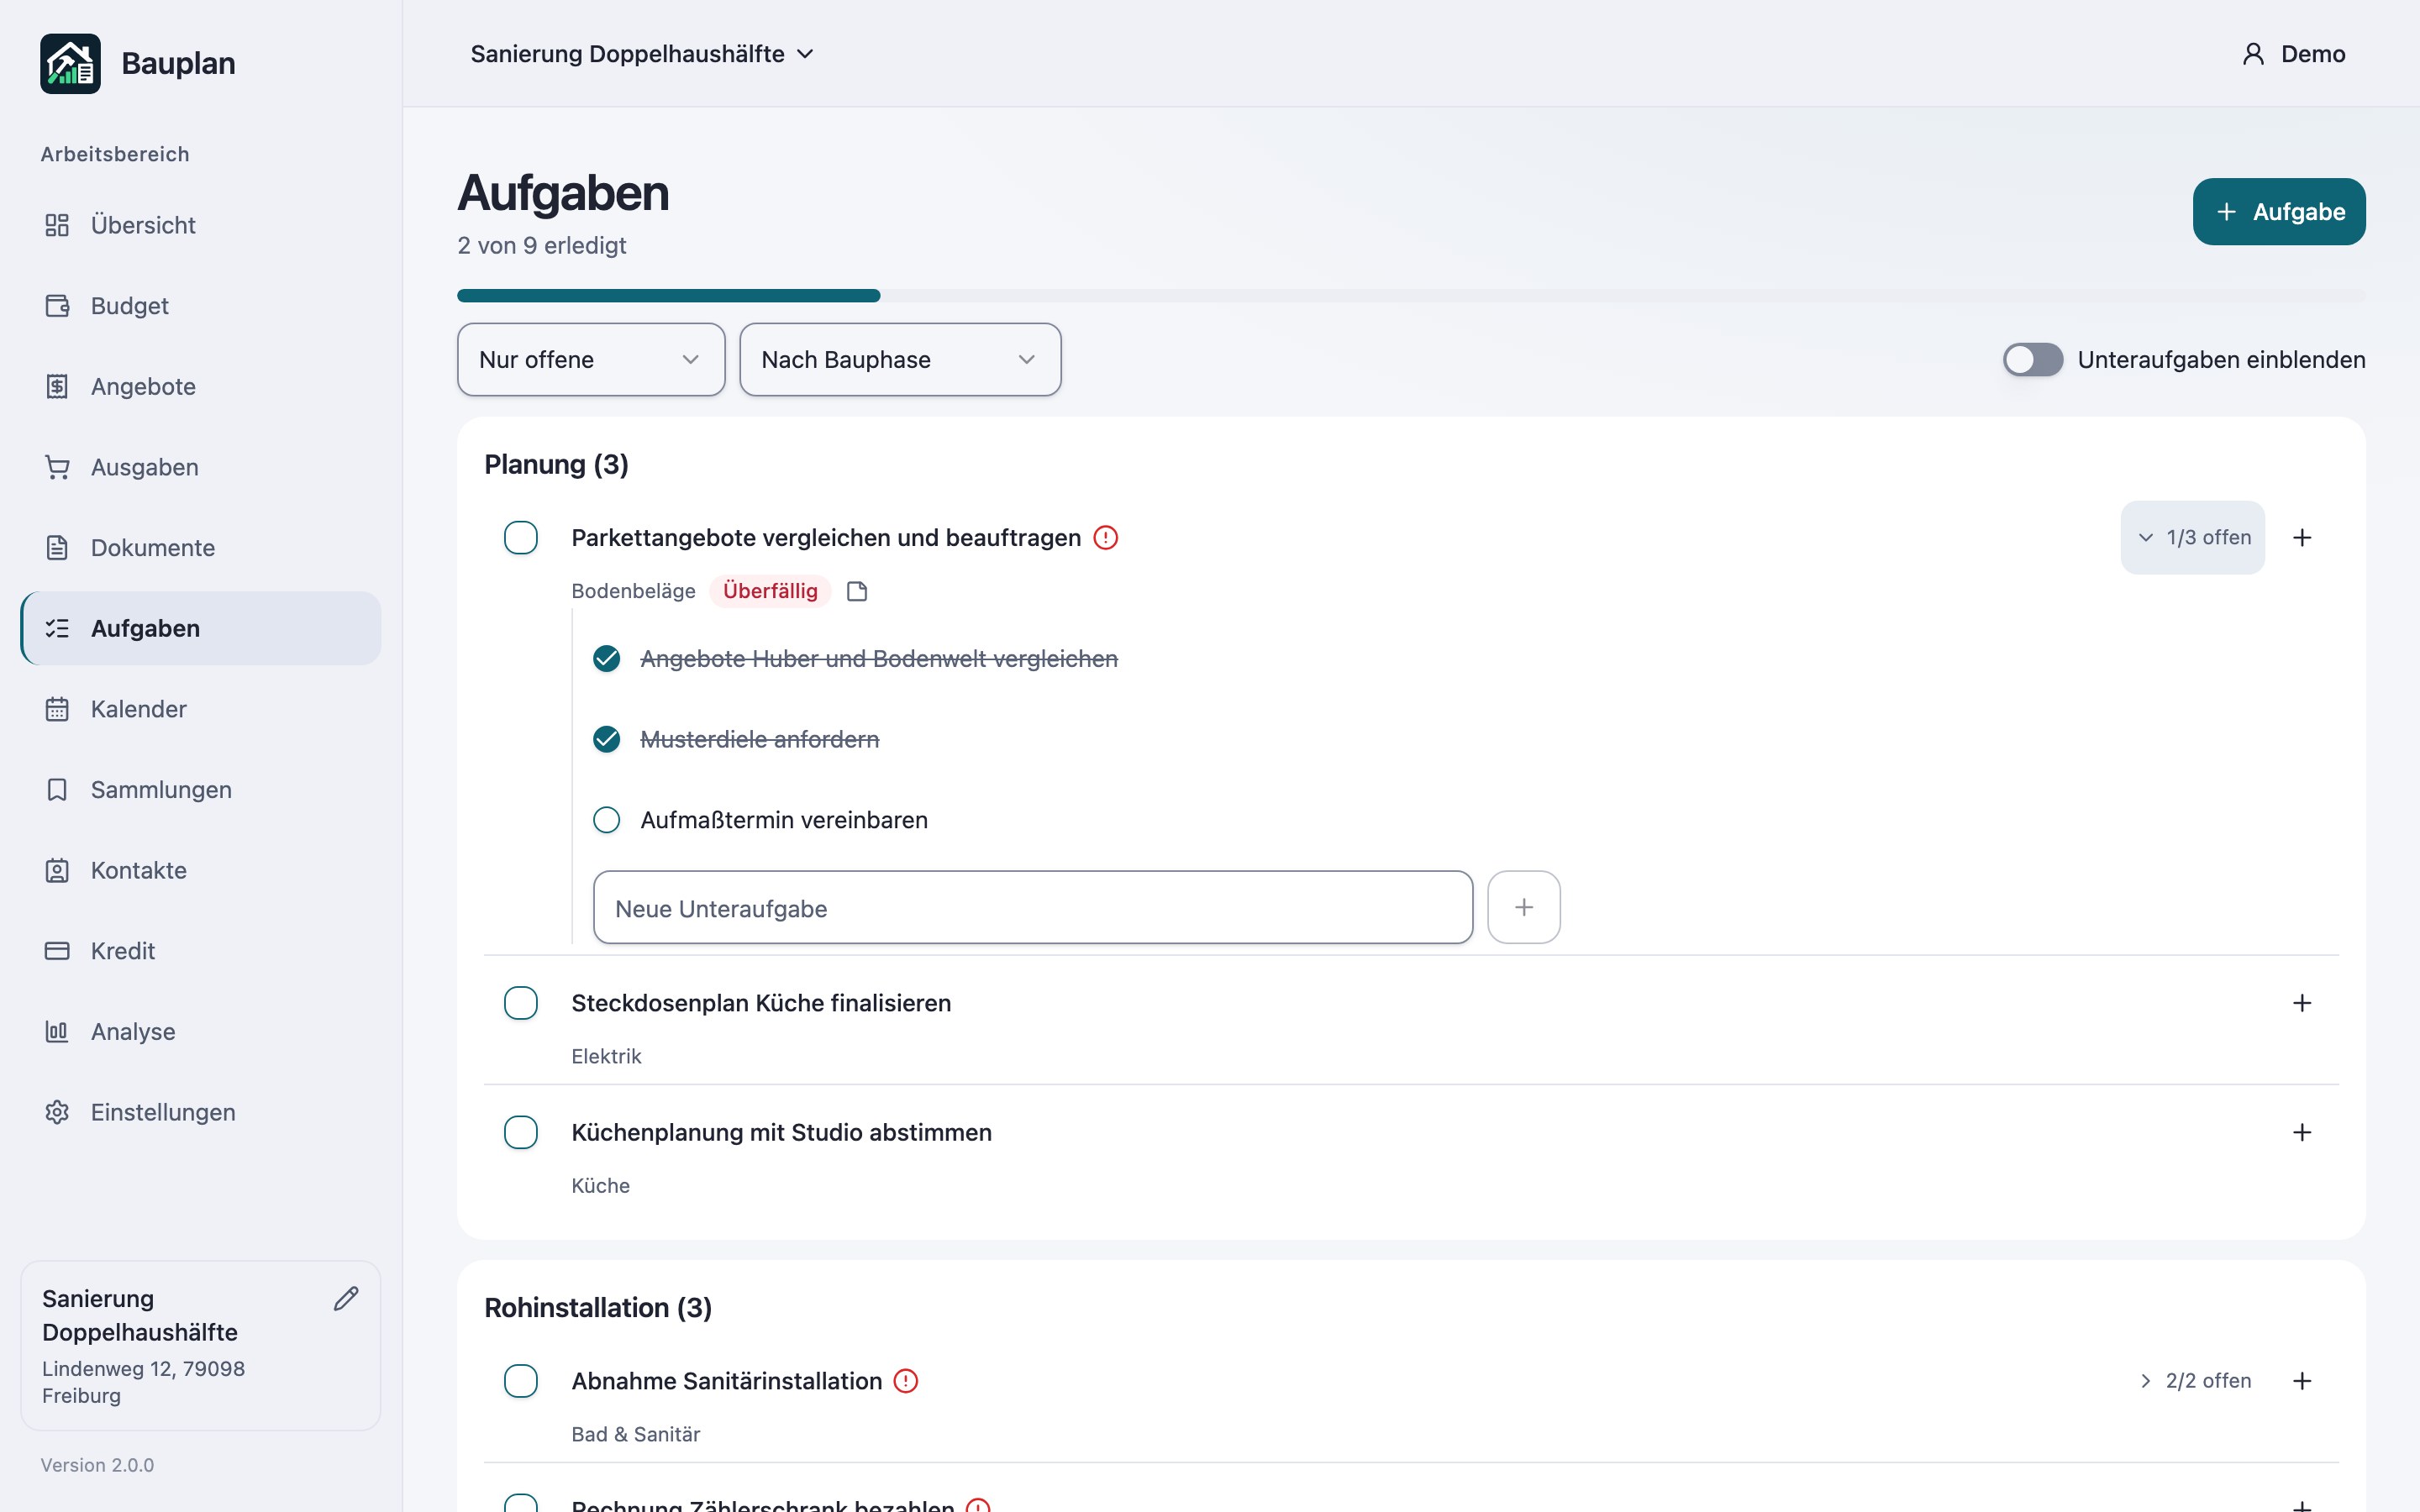 Bauplan
Arbeitsbereich
Übersicht
Budget
Angebote
Ausgaben
Dokumente
Aufgaben
Kalender
Sammlungen
Kontakte
Kredit
Analyse
Einstellungen
Sanierung
Doppelhaushälfte
Lindenweg 12, 79098
Freiburg
Version 2.0.0
Sanierung Doppelhaushälfte
Demo
Aufgaben
2 von 9 erledigt
+ Aufgabe
Nur offene
Nach Bauphase
Unteraufgaben einblenden
Planung (3)
Parkettangebote vergleichen und beauftragen
1/3 offen
Bodenbeläge Überfällig
Angebote Huber und Bodenwelt vergleichen
Musterdiele anfordern
Aufmaßtermin vereinbaren
Neue Unteraufgabe
Steckdosenplan Küche finalisieren
Elektrik
Küchenplanung mit Studio abstimmen
Küche
Rohinstallation (3)
Abnahme Sanitärinstallation
2/2 offen
Bad & Sanitär
Rechnung Zählerschrank bezahlen